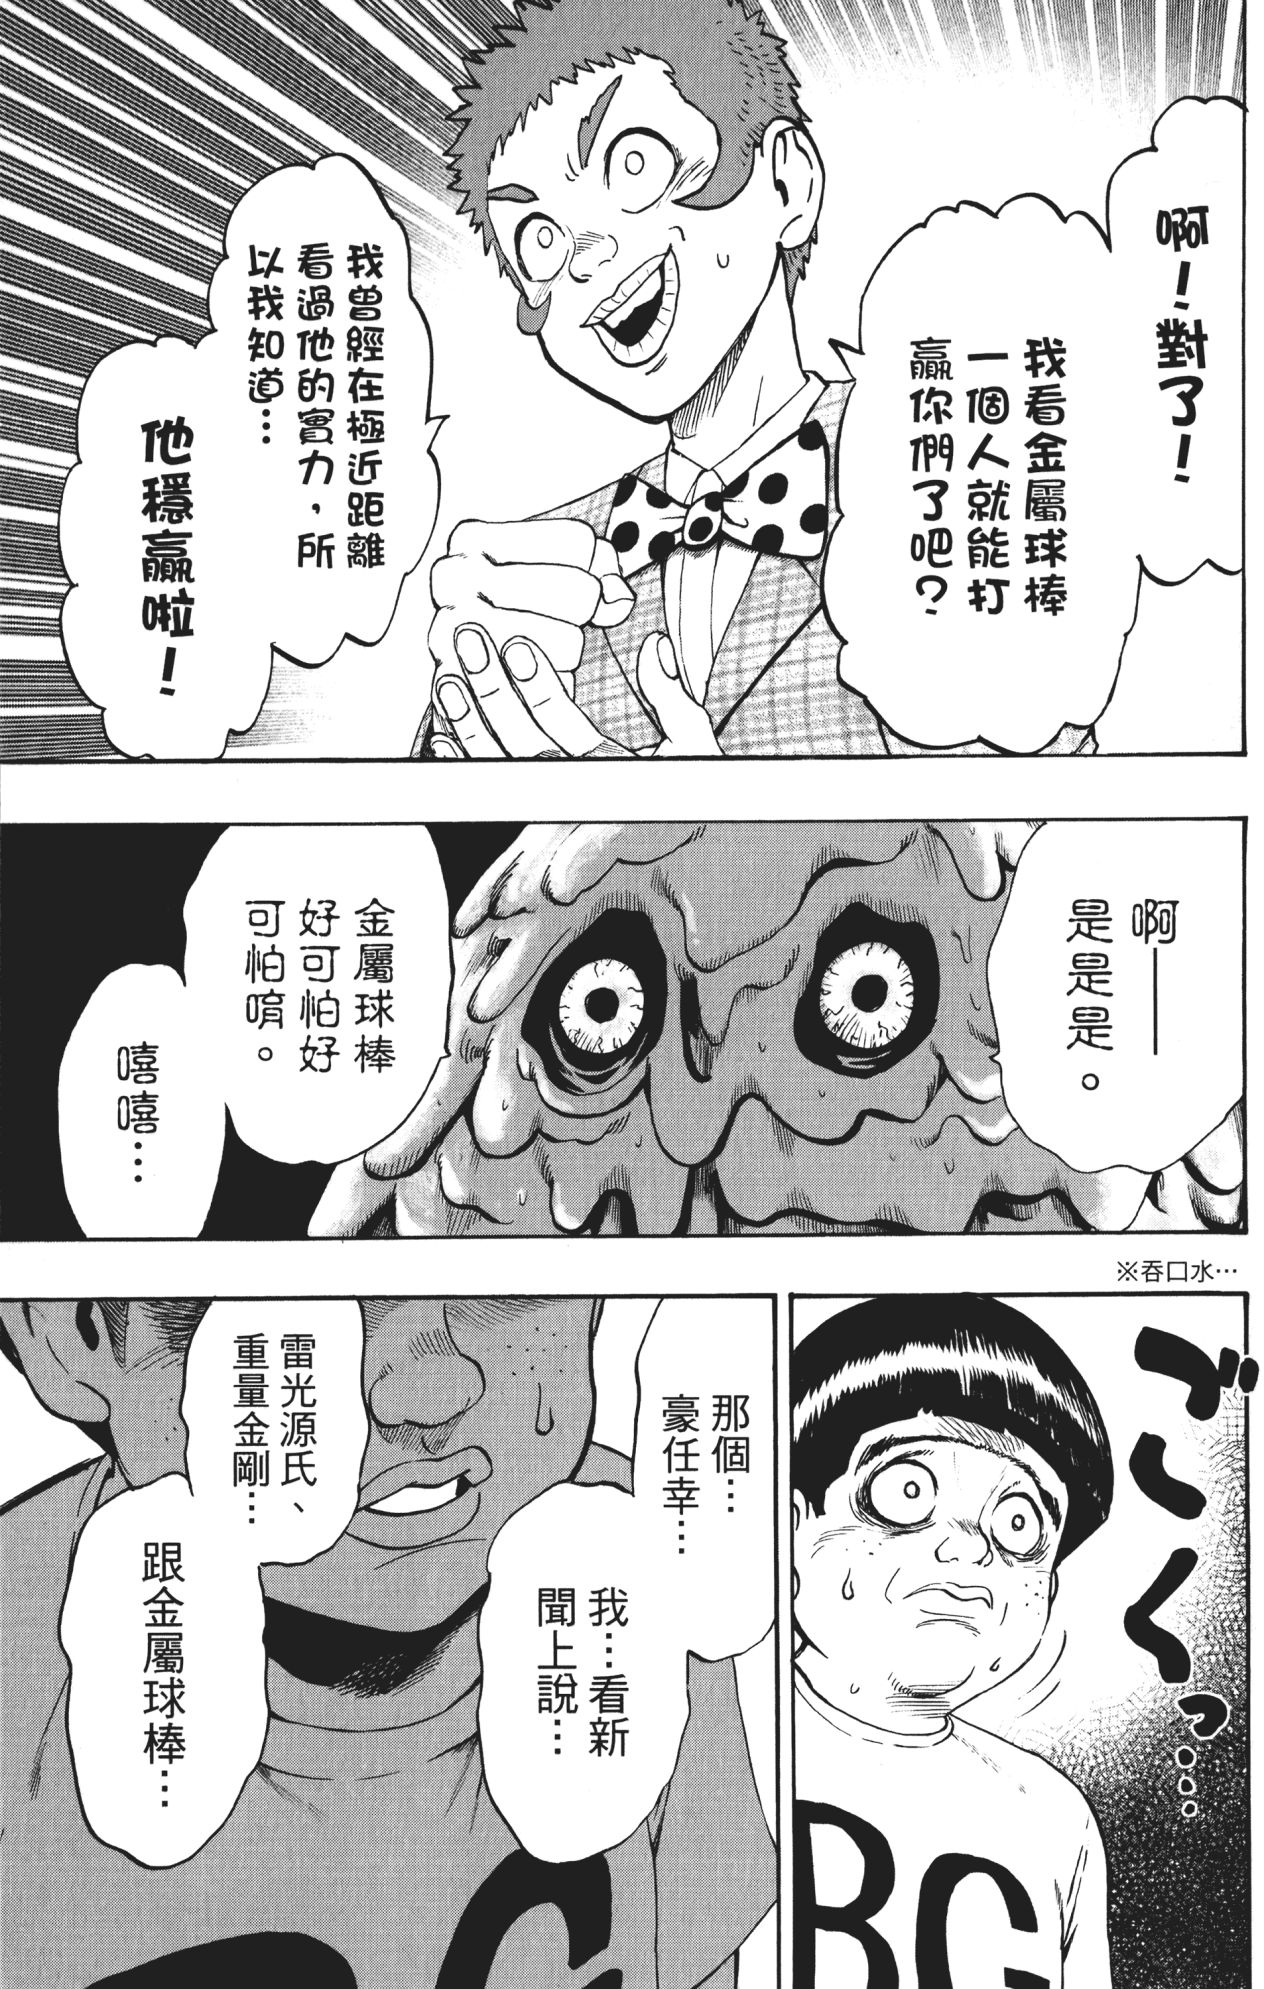 啊！對了！
我看金屬球棒
一個人就能打
贏你們了吧？
我曾經在極近距離
看過他的實力，所
以我知道…
他穩贏啦！
啊——
是是是。
金屬球棒
好可怕好
可怕唷。
嘻嘻…
※吞口水…
ブくくっ…
BG
那個…
豪任幸…
我…看新
聞上說…
雷光源氏、
重量金剛…
跟金屬球棒…
G